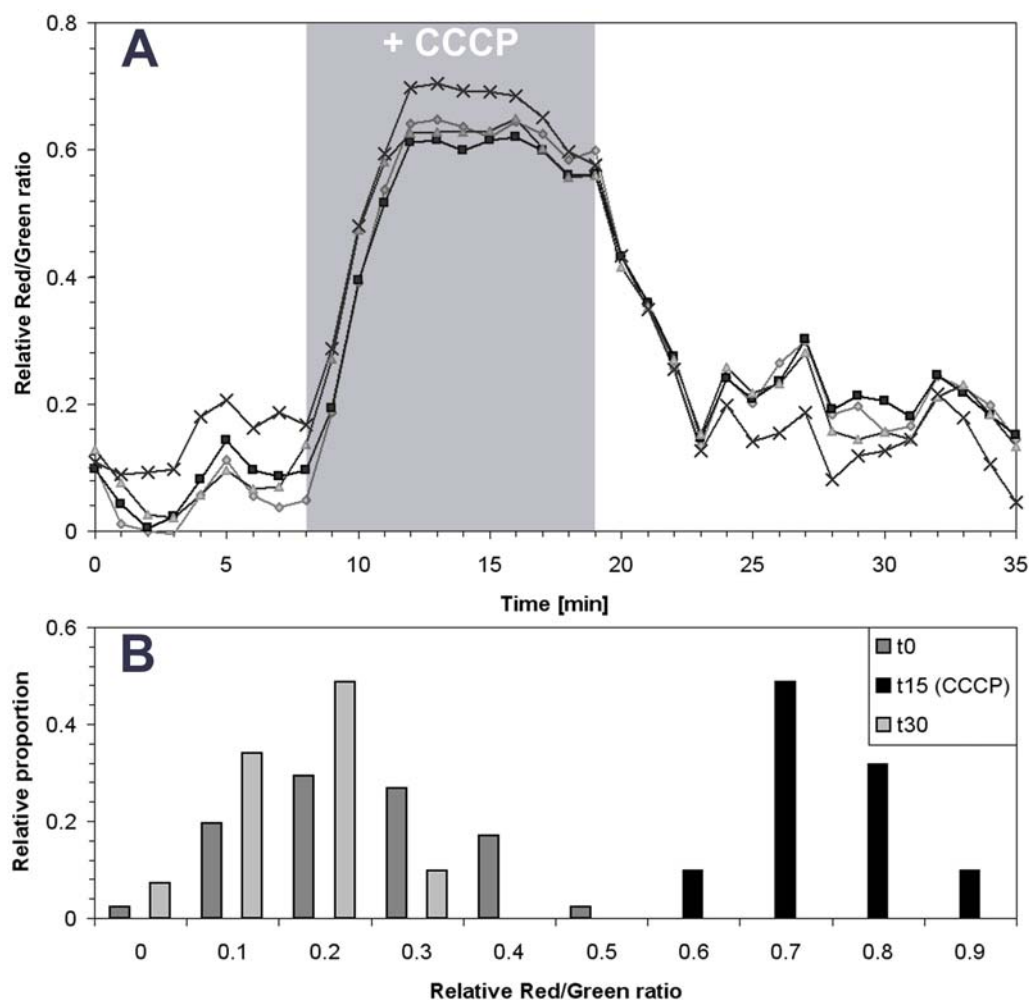 A
+ CCCP
Relative Red/Green ratio
0.8
0.6
0.4
0.2
0
0 5 10 15 20 25 30 35
Time [min]
B
Relative proportion
0.6
0.4
0.2
0
t0
t15 (CCCP)
t30
0 0.1 0.2 0.3 0.4 0.5 0.6 0.7 0.8 0.9
Relative Red/Green ratio